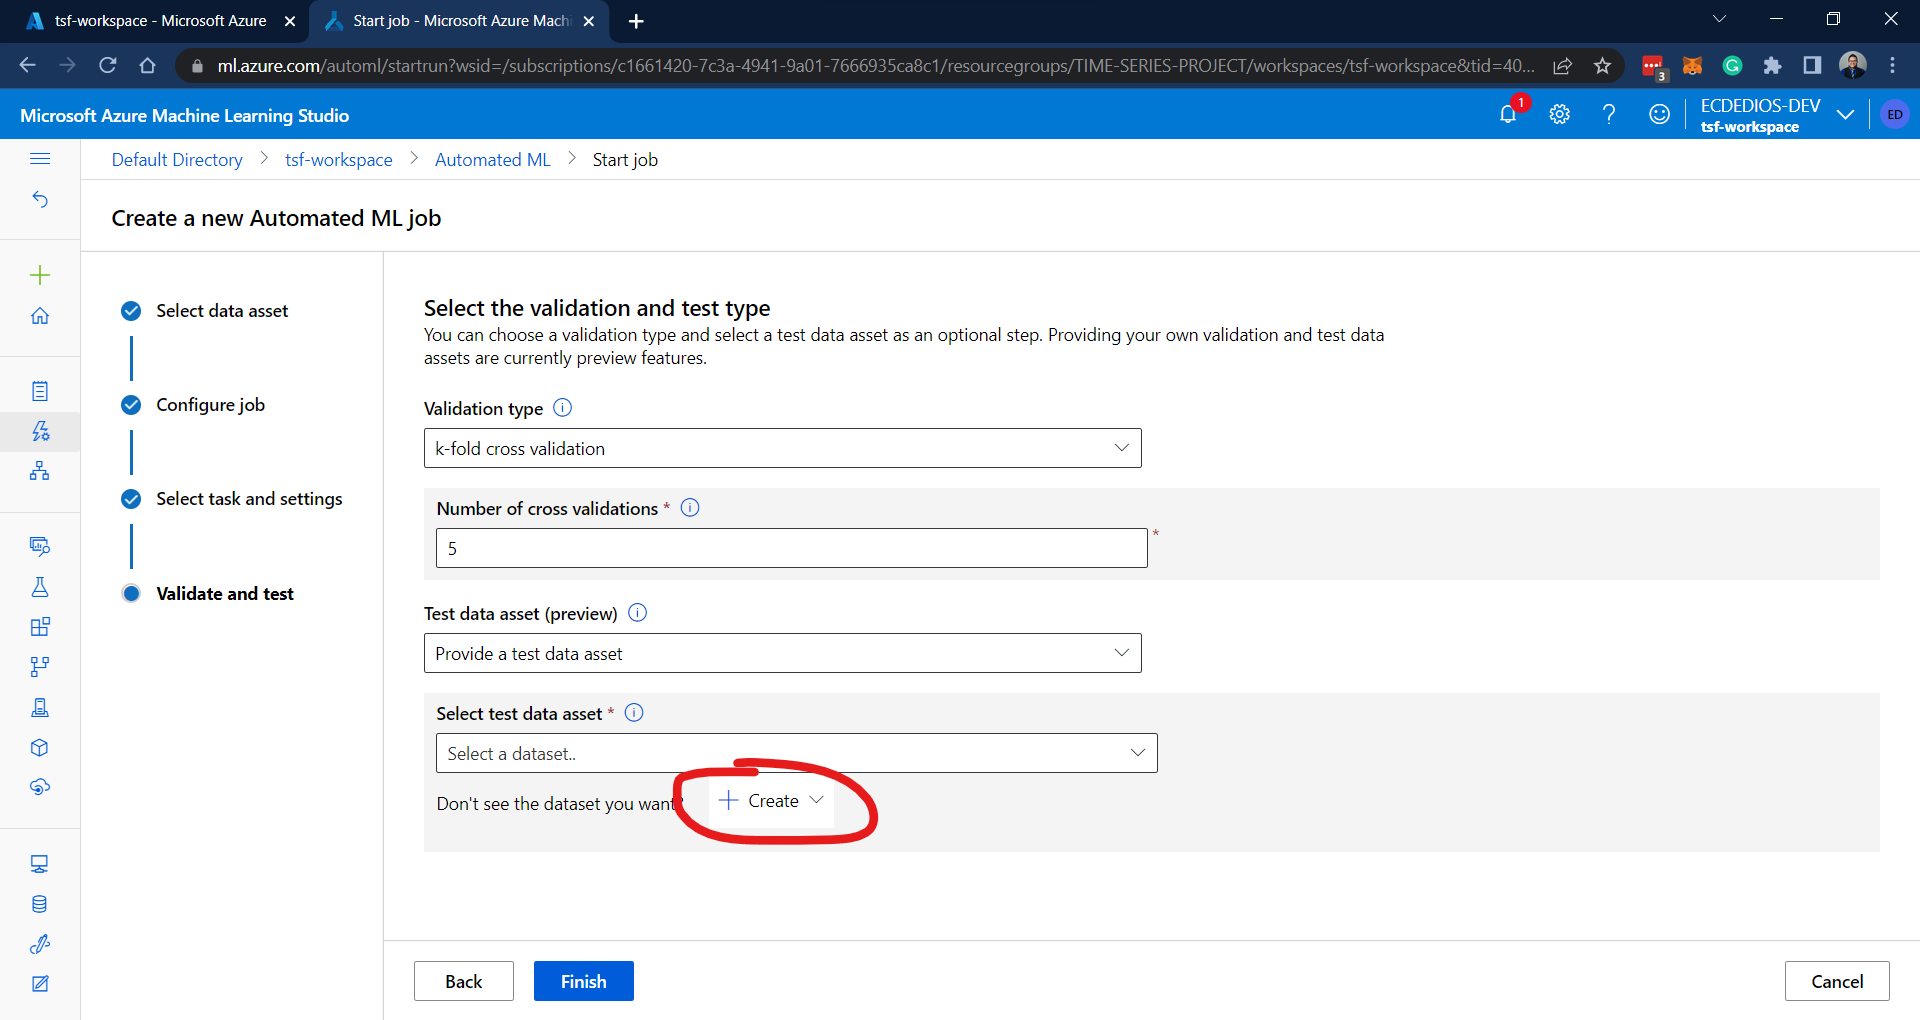 tsf-workspace - Microsoft Azure
Start job - Microsoft Azure Machi
ml.azure.com/automl/startrun?wsid=/subscriptions/c1661420-7c3a-4941-9a01-7666935ca8c1/resourcegroups/TIME-SERIES-PROJECT/workspaces/tsf-workspace&tid=40...
3
Microsoft Azure Machine Learning Studio
1
ECDEDIOS-DEV
tsf-workspace
ED
Default Directory > tsf-workspace > Automated ML > Start job
Create a new Automated ML job
Select data asset
Configure job
Select task and settings
Validate and test
Select the validation and test type
You can choose a validation type and select a test data asset as an optional step. Providing your own validation and test data
assets are currently preview features.
Validation type
k-fold cross validation
Number of cross validations *
5 *
Test data asset (preview)
Provide a test data asset
Select test data asset *
Select a dataset..
Don't see the dataset you want?
Create
Back
Finish
Cancel